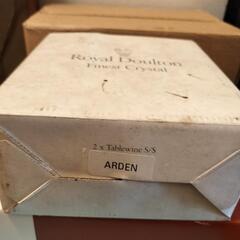 Royal Doulton
Finest Crystal
2 x Tablewine S/S
ARDEN